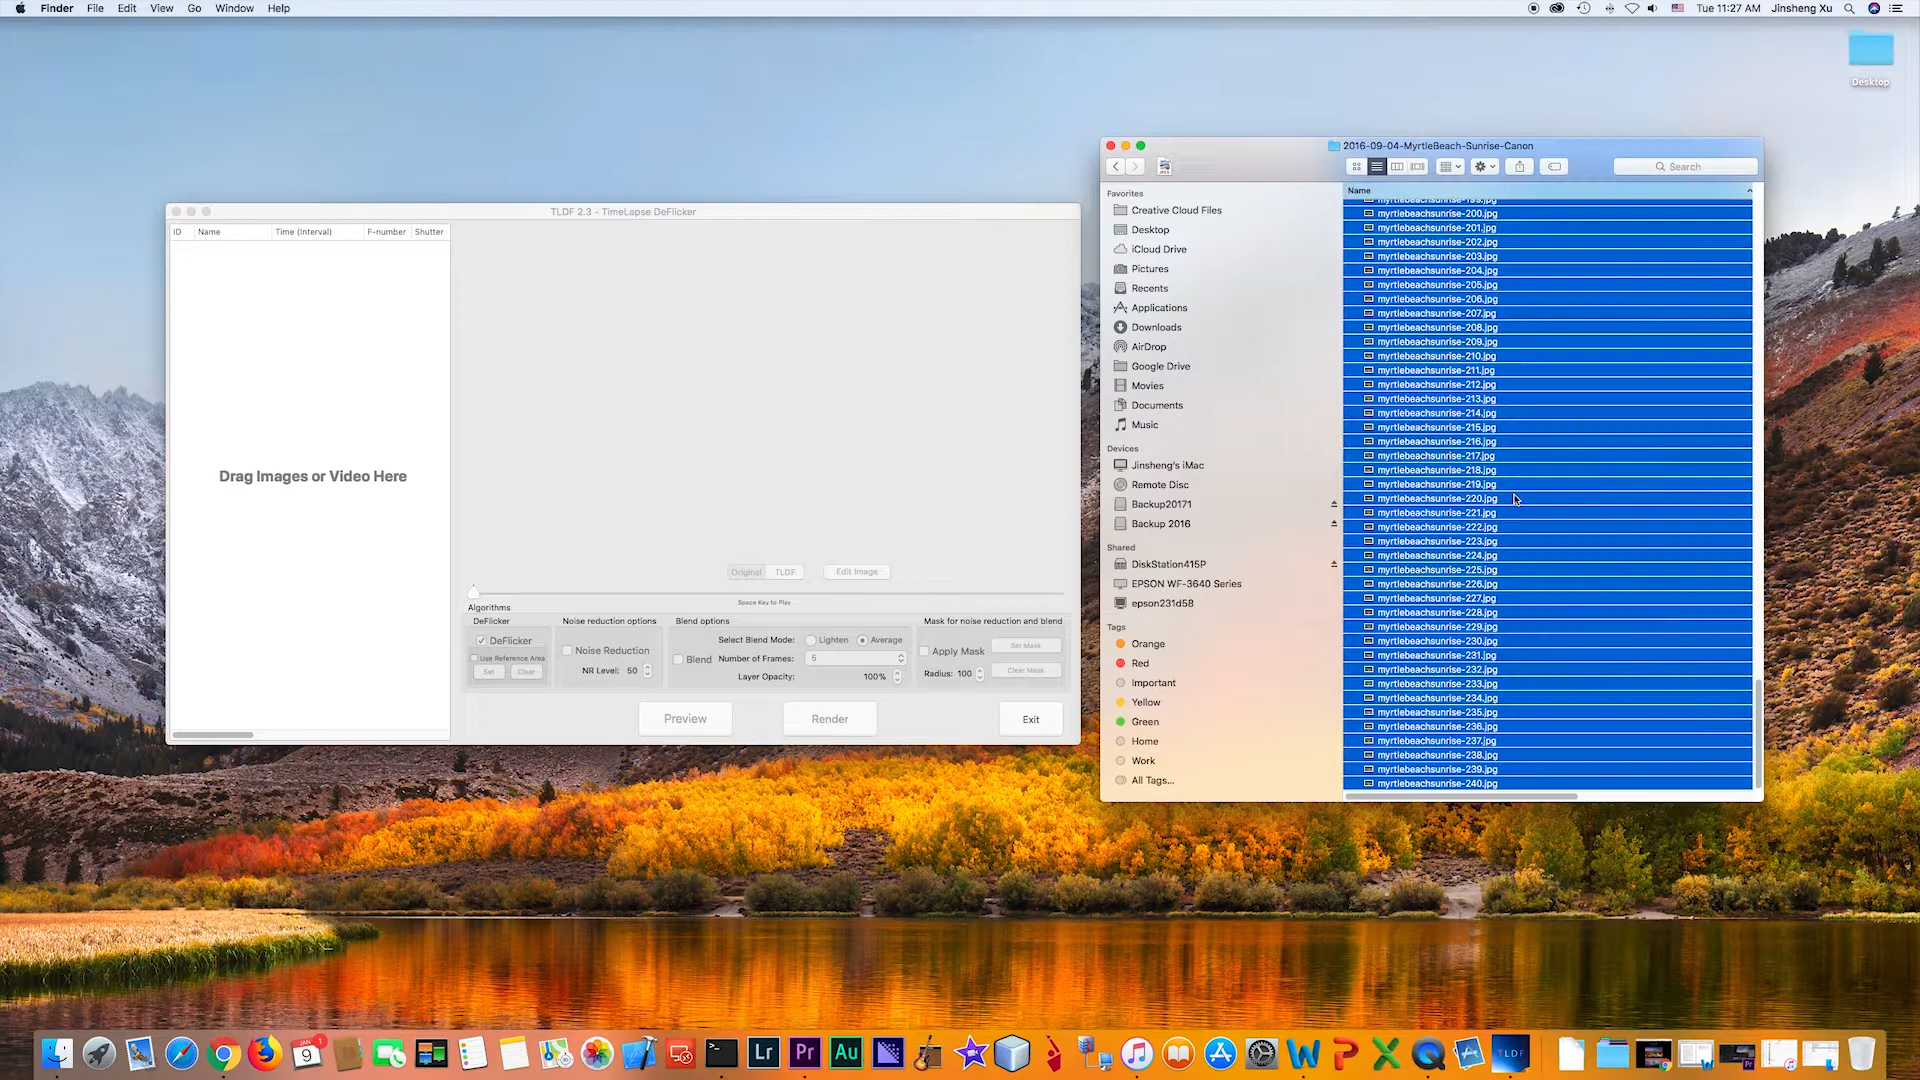 Finder File Edit View Go Window Help
Tue 11:27 AM Jinsheng Xu
Desktop
TLDF 2.3 - TimeLapse DeFlicker
ID Name Time (Interval) F-number Shutter
Drag Images or Video Here
Original TLDF Edit Image
Space Key to Play
Algorithms
DeFlicker Noise reduction options Blend options Mask for noise reduction and blend
DeFlicker
Use Reference Area
Set Clear
Noise Reduction
NR Level: 50
Blend
Select Blend Mode: Lighten Average
Number of Frames: 5
Layer Opacity: 100%
Apply Mask Set Mask
Radius: 100 Clear Mask
Preview Render Exit
2016-09-04-MyrtleBeach-Sunrise-Canon
Search
Favorites
Creative Cloud Files
Desktop
iCloud Drive
Pictures
Recents
Applications
Downloads
AirDrop
Google Drive
Movies
Documents
Music
Devices
Jinsheng's iMac
Remote Disc
Backup20171
Backup 2016
Shared
DiskStation415P
EPSON WF-3640 Series
epson231d58
Tags
Orange
Red
Important
Yellow
Green
Home
Work
All Tags...
Name
myrtlebeachsunrise-199.jpg
myrtlebeachsunrise-200.jpg
myrtlebeachsunrise-201.jpg
myrtlebeachsunrise-202.jpg
myrtlebeachsunrise-203.jpg
myrtlebeachsunrise-204.jpg
myrtlebeachsunrise-205.jpg
myrtlebeachsunrise-206.jpg
myrtlebeachsunrise-207.jpg
myrtlebeachsunrise-208.jpg
myrtlebeachsunrise-209.jpg
myrtlebeachsunrise-210.jpg
myrtlebeachsunrise-211.jpg
myrtlebeachsunrise-212.jpg
myrtlebeachsunrise-213.jpg
myrtlebeachsunrise-214.jpg
myrtlebeachsunrise-215.jpg
myrtlebeachsunrise-216.jpg
myrtlebeachsunrise-217.jpg
myrtlebeachsunrise-218.jpg
myrtlebeachsunrise-219.jpg
myrtlebeachsunrise-220.jpg
myrtlebeachsunrise-221.jpg
myrtlebeachsunrise-222.jpg
myrtlebeachsunrise-223.jpg
myrtlebeachsunrise-224.jpg
myrtlebeachsunrise-225.jpg
myrtlebeachsunrise-226.jpg
myrtlebeachsunrise-227.jpg
myrtlebeachsunrise-228.jpg
myrtlebeachsunrise-229.jpg
myrtlebeachsunrise-230.jpg
myrtlebeachsunrise-231.jpg
myrtlebeachsunrise-232.jpg
myrtlebeachsunrise-233.jpg
myrtlebeachsunrise-234.jpg
myrtlebeachsunrise-235.jpg
myrtlebeachsunrise-236.jpg
myrtlebeachsunrise-237.jpg
myrtlebeachsunrise-238.jpg
myrtlebeachsunrise-239.jpg
myrtlebeachsunrise-240.jpg
JAN 9 1 Lr Pr Au TLDF